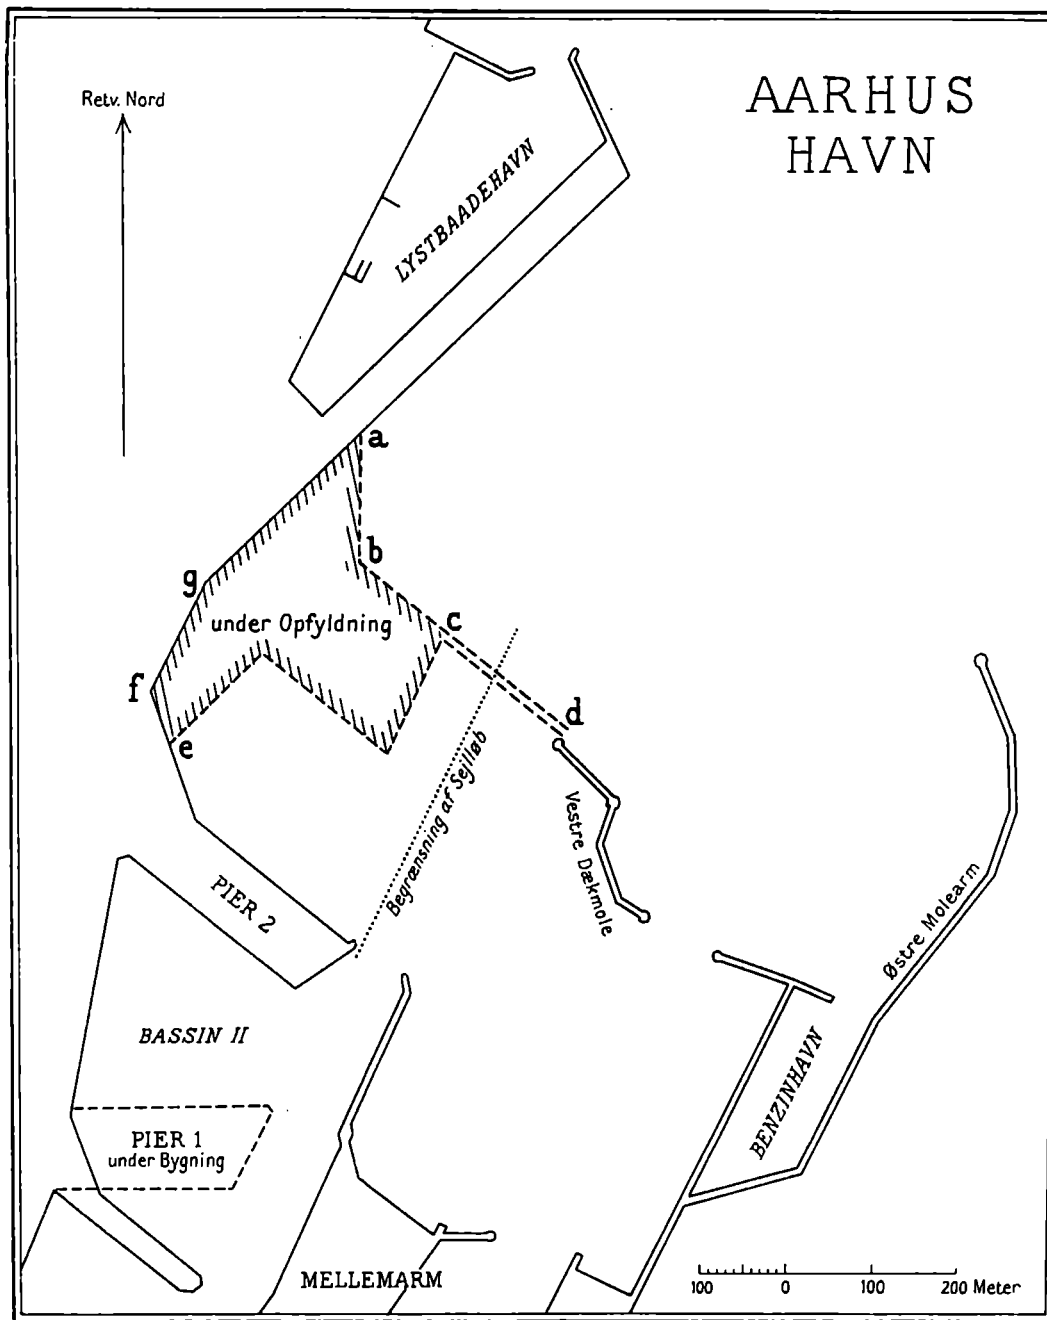 AARHUS
HAVN
Retv. Nord
LYSTBAADEHAVN
a
b
g
c
under Opfyldning
f
d
e
Begrænsning af Sejlløb
Vestre Dækmole
PIER 2
Østre Molearm
BASSIN II
BENZINHAVN
PIER 1
under Bygning
MELLEMARM
100 0 100 200 Meter